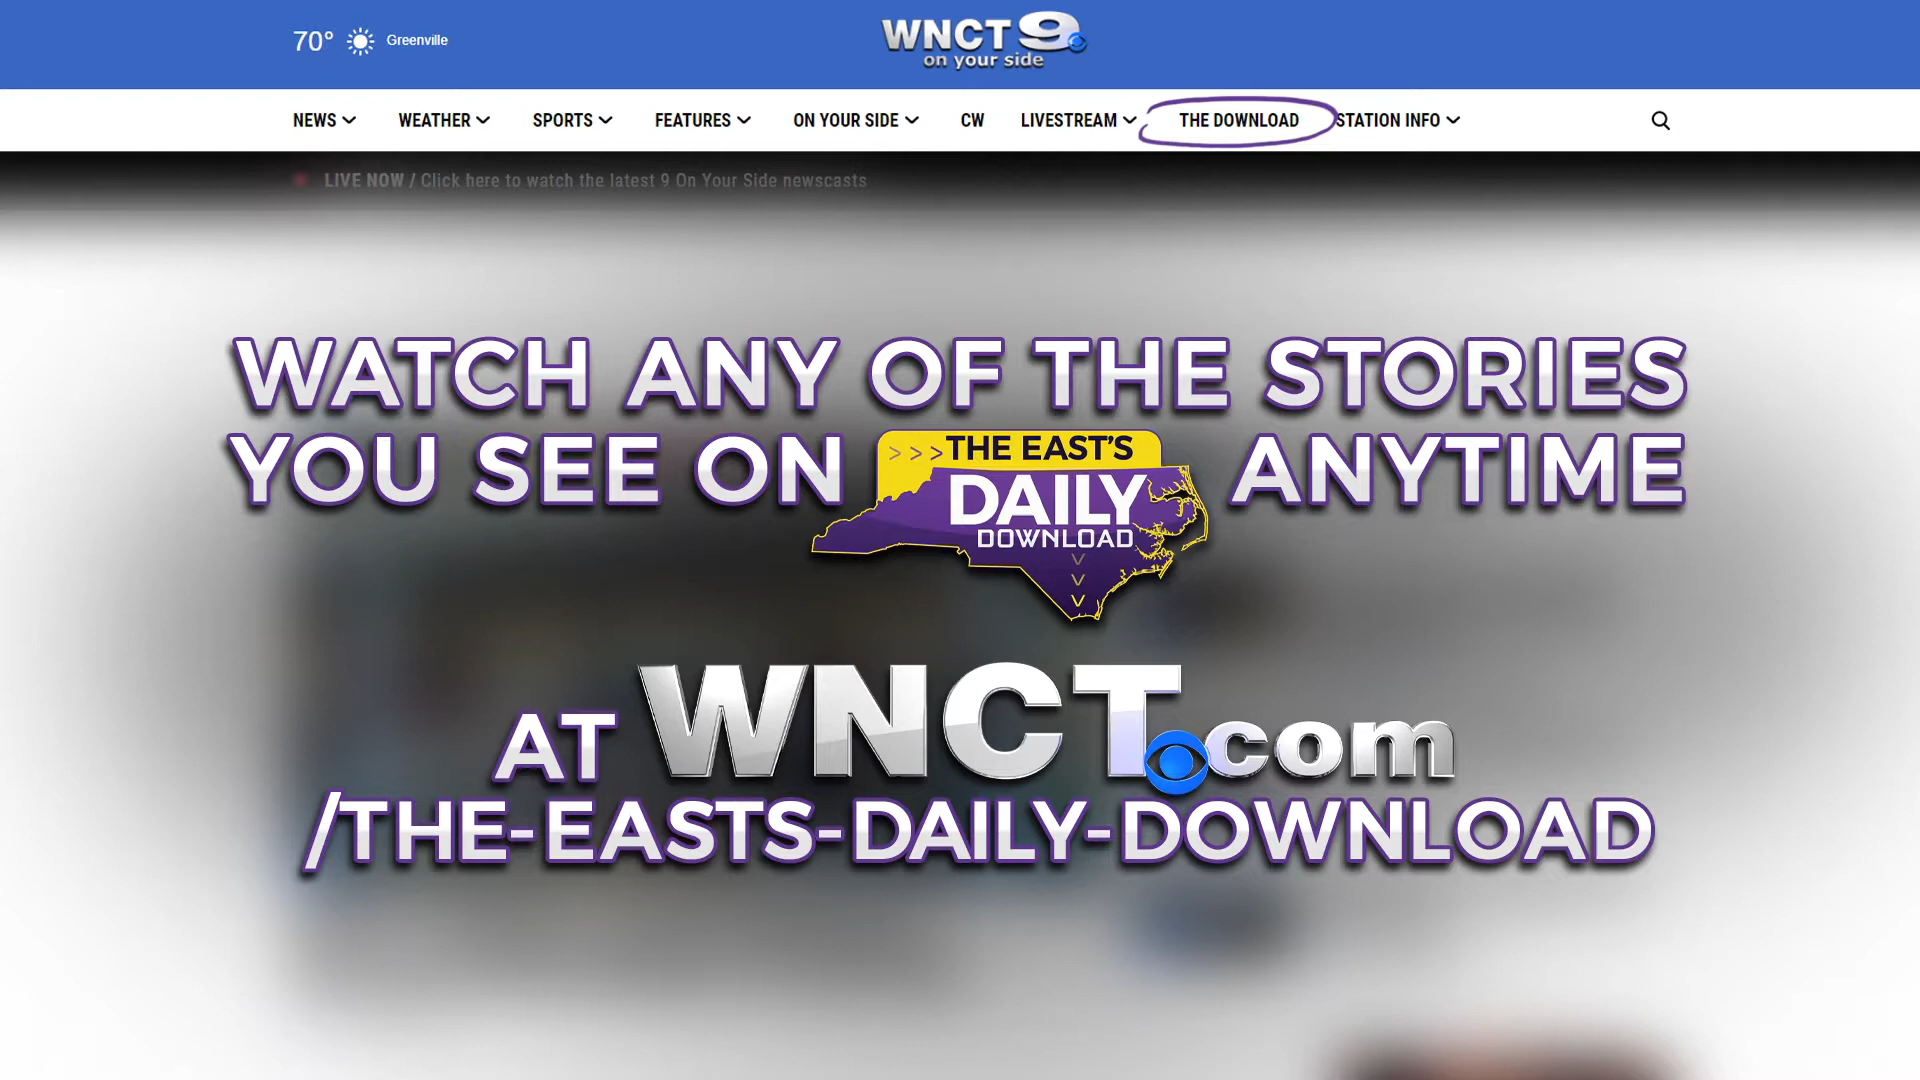 70° Greenville
WNCT 9
on your side
NEWS WEATHER SPORTS FEATURES ON YOUR SIDE CW LIVESTREAM THE DOWNLOAD STATION INFO
LIVE NOW / Click here to watch the latest 9 On Your Side newscasts
WATCH ANY OF THE STORIES
YOU SEE ON >>>THE EAST'S DAILY DOWNLOAD ANYTIME
AT WNCT.com
/THE-EASTS-DAILY-DOWNLOAD